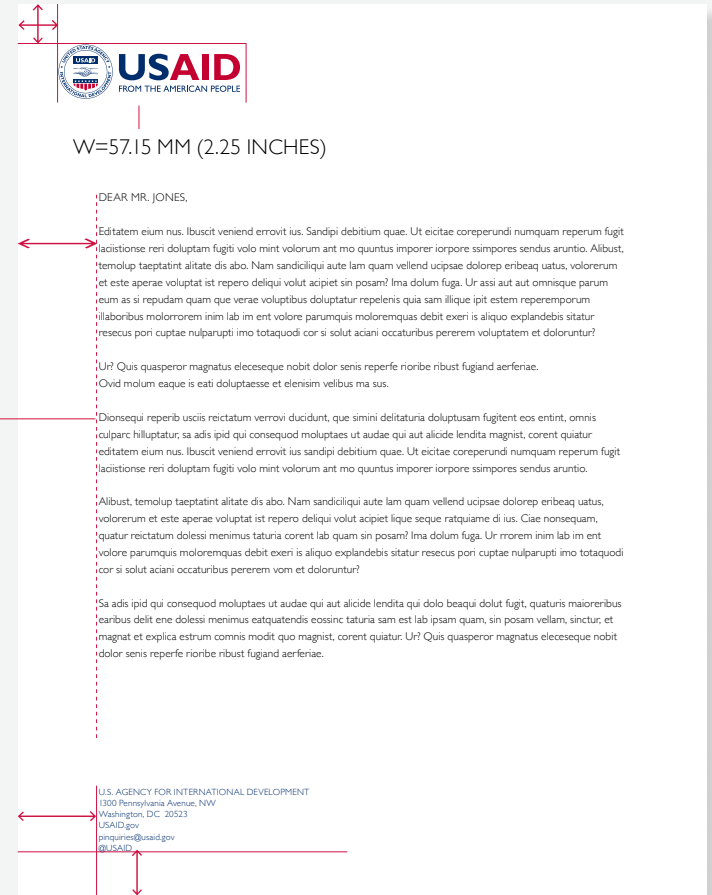 UNITED STATES AGENCY
USAID
INTERNATIONAL DEVELOPMENT
USAID
FROM THE AMERICAN PEOPLE
W=57.15 MM (2.25 INCHES)
DEAR MR. JONES,
Editatem eium nus. Ibuscit veniend errovit ius. Sandipi debitium quae. Ut eicitae coreperundi numquam reperum fugit
laciistionse reri doluptam fugiti volo mint volorum ant mo quuntus imporer iorpore ssimpores sendus aruntio. Alibust,
temolup taeptatint alitate dis abo. Nam sandiciliqui aute lam quam vellend ucipsae dolorep eribeaq uatus, volorerum
et este aperae voluptat ist repero deliqui volut acipiet sin posam? Ima dolum fuga. Ur assi aut aut omnisque parum
eum as si repudam quam que verae voluptibus doluptatur repelenis quia sam illique ipit estem reperemporum
illaboribus molorrorem inim lab im ent volore parumquis moloremquas debit exeri is aliquo explandebis sitatur
resecus pori cuptae nulparupti imo totaquodi cor si solut aciani occaturibus pererem voluptatem et doloruntur?
Ur? Quis quasperor magnatus eleceseque nobit dolor senis reperfe rioribe ribust fugiand aerferiae.
Ovid molum eaque is eati doluptaesse et elenisim velibus ma sus.
Dionsequi reperib usciis reictatum verrovi ducidunt, que simini delitaturia doluptusam fugitent eos entint, omnis
culparc hilluptatur, sa adis ipid qui consequod moluptaes ut audae qui aut alicide lendita magnist, corent quiatur
editatem eium nus. Ibuscit veniend errovit ius sandipi debitium quae. Ut eicitae coreperundi numquam reperum fugit
laciistionse reri doluptam fugiti volo mint volorum ant mo quuntus imporer iorpore ssimpores sendus aruntio.
Alibust, temolup taeptatint alitate dis abo. Nam sandiciliqui aute lam quam vellend ucipsae dolorep eribeaq uatus,
volorerum et este aperae voluptat ist repero deliqui volut acipiet lique seque ratquiame di ius. Ciae nonsequam,
quatur reictatum dolessi menimus taturia corent lab quam sin posam? Ima dolum fuga. Ur rrorem inim lab im ent
volore parumquis moloremquas debit exeri is aliquo explandebis sitatur resecus pori cuptae nulparupti imo totaquodi
cor si solut aciani occaturibus pererem vom et doloruntur?
Sa adis ipid qui consequod moluptaes ut audae qui aut alicide lendita qui dolo beaqui dolut fugit, quaturis maioreribus
earibus delit ene dolessi menimus eatquatendis eossinc taturia sam est lab ipsam quam, sin posam vellam, sinctur, et
magnat et explica estrum comnis modit quo magnist, corent quiatur. Ur? Quis quasperor magnatus eleceseque nobit
dolor senis reperfe rioribe ribust fugiand aerferiae.
U.S. AGENCY FOR INTERNATIONAL DEVELOPMENT
1300 Pennsylvania Avenue, NW
Washington, DC 20523
USAID.gov
pinquiries@usaid.gov
@USAID